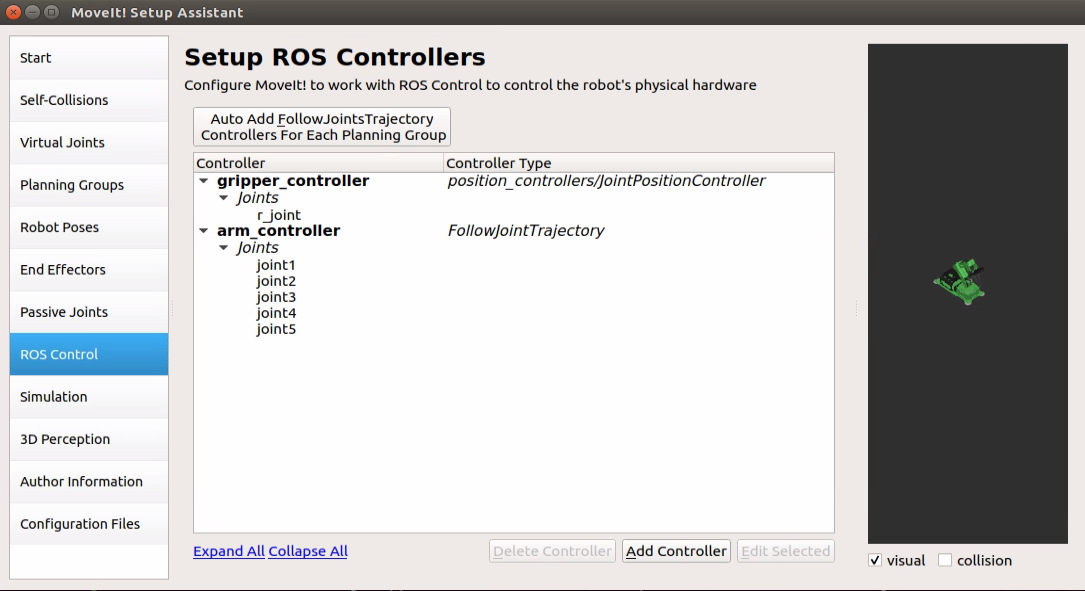 MoveIt! Setup Assistant
Start
Self-Collisions
Virtual Joints
Planning Groups
Robot Poses
End Effectors
Passive Joints
ROS Control
Simulation
3D Perception
Author Information
Configuration Files
Setup ROS Controllers
Configure MoveIt! to work with ROS Control to control the robot's physical hardware
Auto Add FollowJointsTrajectory
Controllers For Each Planning Group
Controller Controller Type
gripper_controller position_controllers/JointPositionController
Joints
r_joint
arm_controller FollowJointTrajectory
Joints
joint1
joint2
joint3
joint4
joint5
Expand All Collapse All Delete Controller Add Controller Edit Selected
visual collision